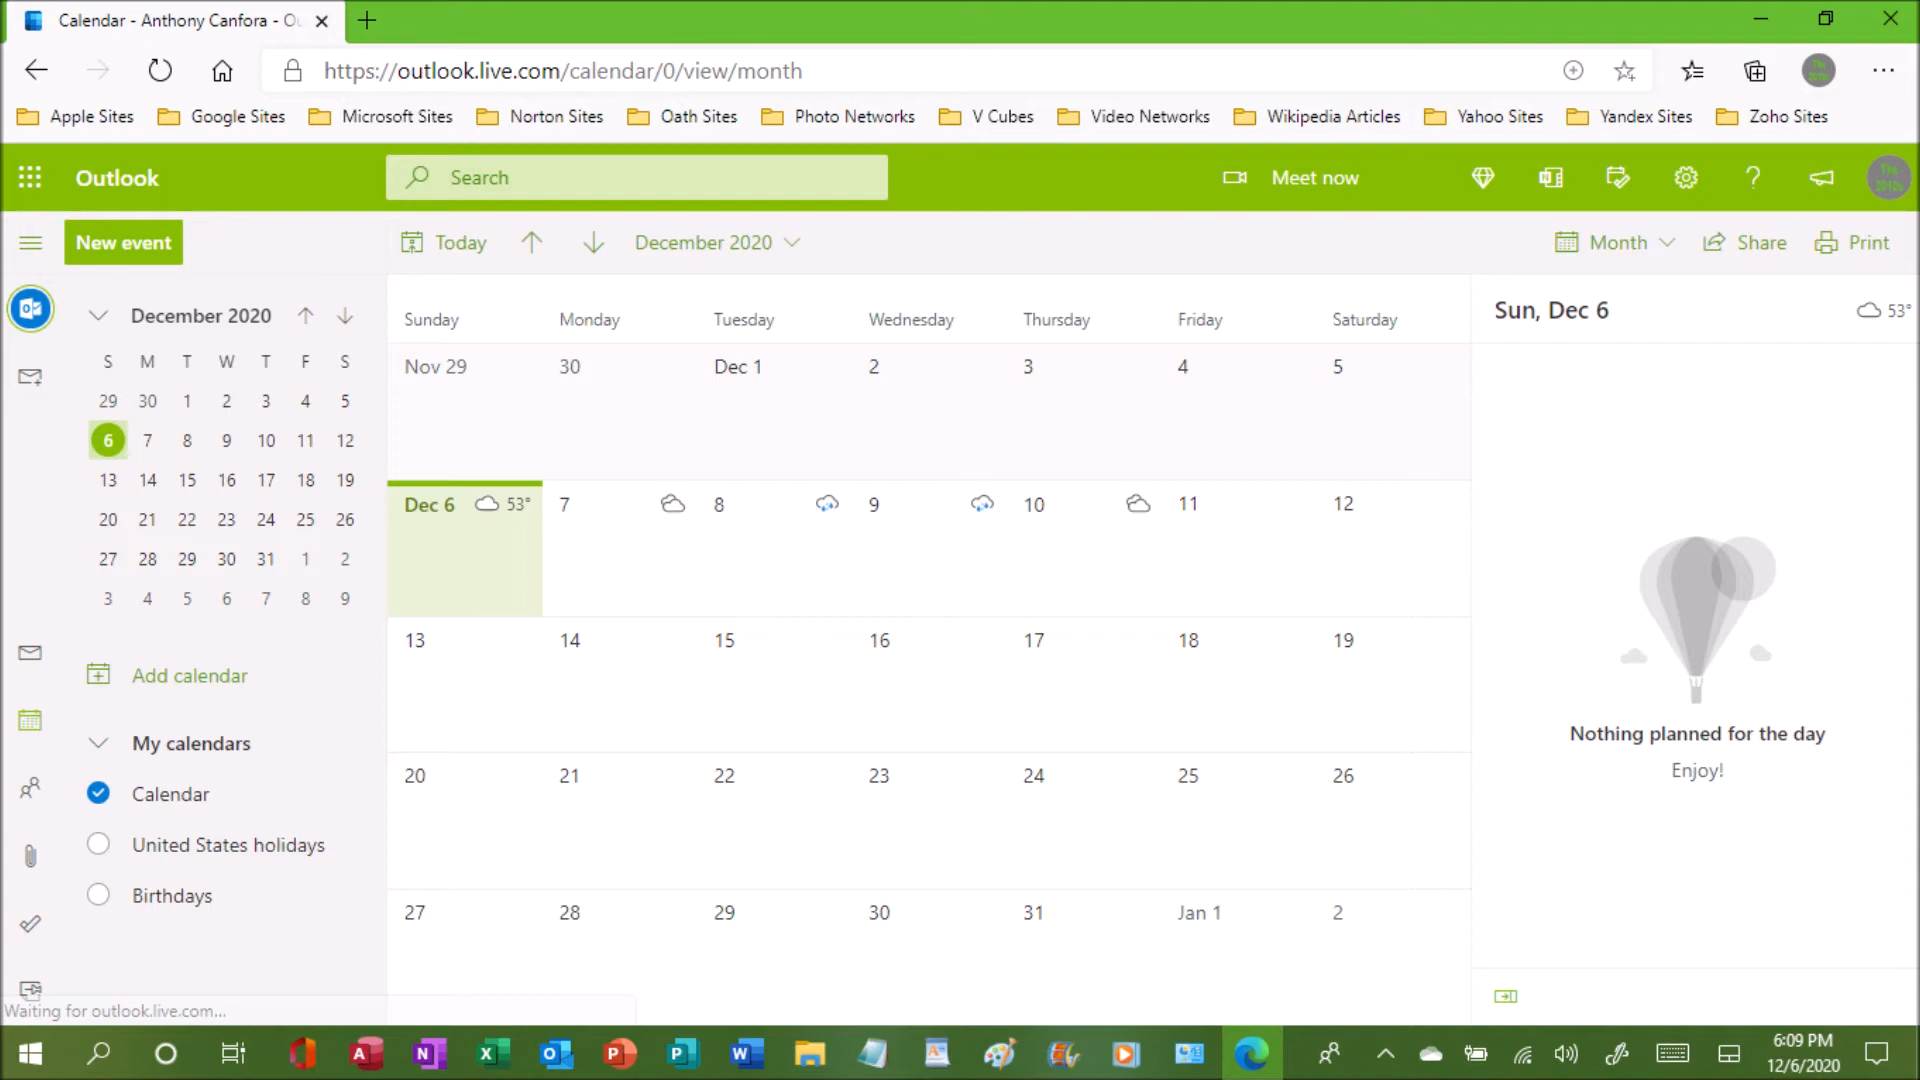 Calendar - Anthony Canfora - Ou
https://outlook.live.com/calendar/0/view/month
Apple Sites Google Sites Microsoft Sites Norton Sites Oath Sites Photo Networks V Cubes Video Networks Wikipedia Articles Yahoo Sites Yandex Sites Zoho Sites
Outlook Search Meet now
New event Today December 2020 Month Share Print
December 2020
S M T W T F S
29 30 1 2 3 4 5
6 7 8 9 10 11 12
13 14 15 16 17 18 19
20 21 22 23 24 25 26
27 28 29 30 31 1 2
3 4 5 6 7 8 9
Add calendar
My calendars
Calendar
United States holidays
Birthdays
Sunday Monday Tuesday Wednesday Thursday Friday Saturday
Nov 29 30 Dec 1 2 3 4 5
Dec 6 53° 7 8 9 10 11 12
13 14 15 16 17 18 19
20 21 22 23 24 25 26
27 28 29 30 31 Jan 1 2
Sun, Dec 6 53°
Nothing planned for the day
Enjoy!
Waiting for outlook.live.com...
6:09 PM
12/6/2020